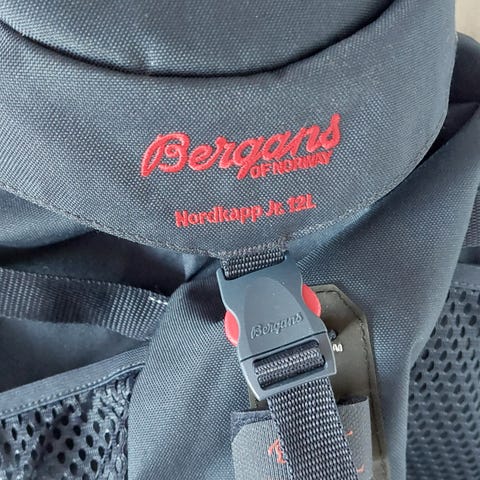 Bergans
OF NORWAY
Nordkapp Jr. 12L
Bergans